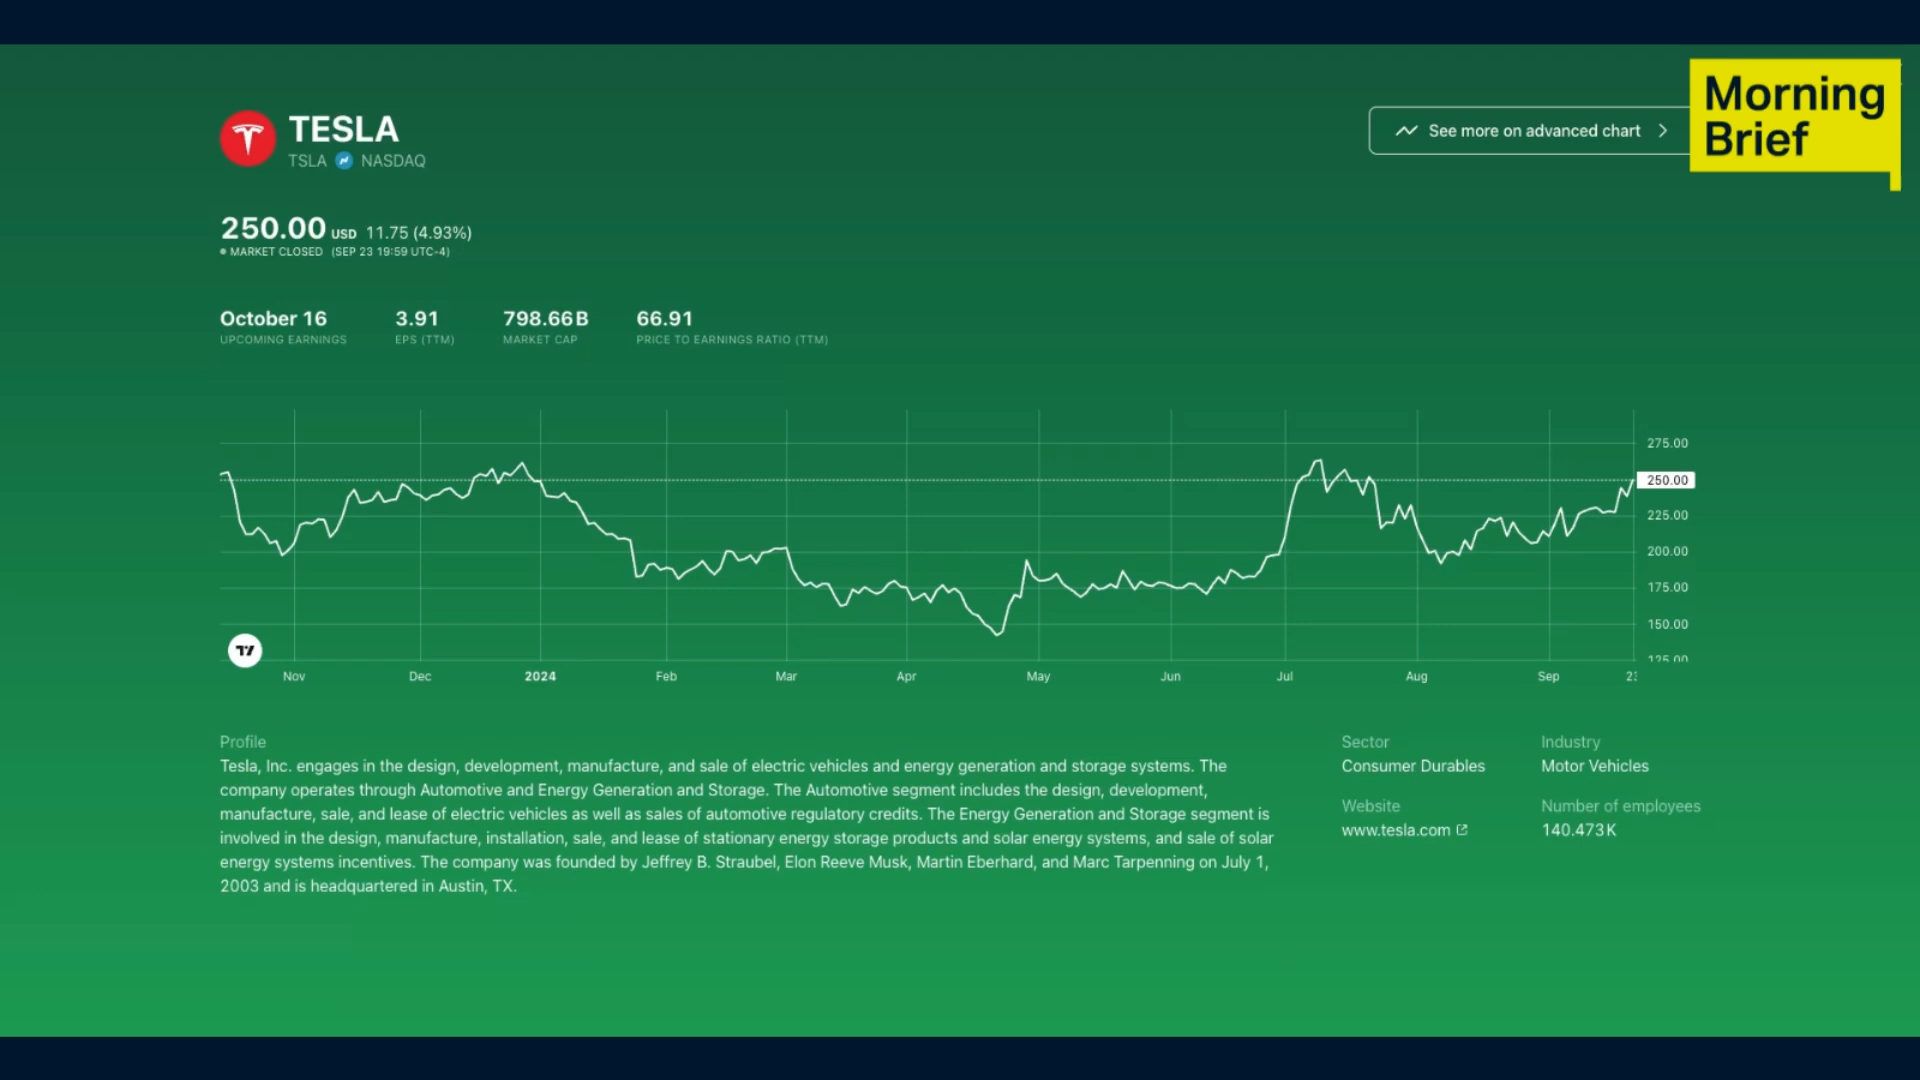 Morning
Brief
TESLA
TSLA NASDAQ
See more on advanced chart
250.00 USD 11.75 (4.93%)
MARKET CLOSED (SEP 23 19:59 UTC-4)
October 16 3.91 798.66B 66.91
UPCOMING EARNINGS EPS (TTM) MARKET CAP PRICE TO EARNINGS RATIO (TTM)
275.00
250.00
225.00
200.00
175.00
150.00
125.00
Nov Dec 2024 Feb Mar Apr May Jun Jul Aug Sep 23
Profile
Tesla, Inc. engages in the design, development, manufacture, and sale of electric vehicles and energy generation and storage systems. The
company operates through Automotive and Energy Generation and Storage. The Automotive segment includes the design, development,
manufacture, sale, and lease of electric vehicles as well as sales of automotive regulatory credits. The Energy Generation and Storage segment is
involved in the design, manufacture, installation, sale, and lease of stationary energy storage products and solar energy systems, and sale of solar
energy systems incentives. The company was founded by Jeffrey B. Straubel, Elon Reeve Musk, Martin Eberhard, and Marc Tarpenning on July 1,
2003 and is headquartered in Austin, TX.
Sector Industry
Consumer Durables Motor Vehicles
Website Number of employees
www.tesla.com 140.473K